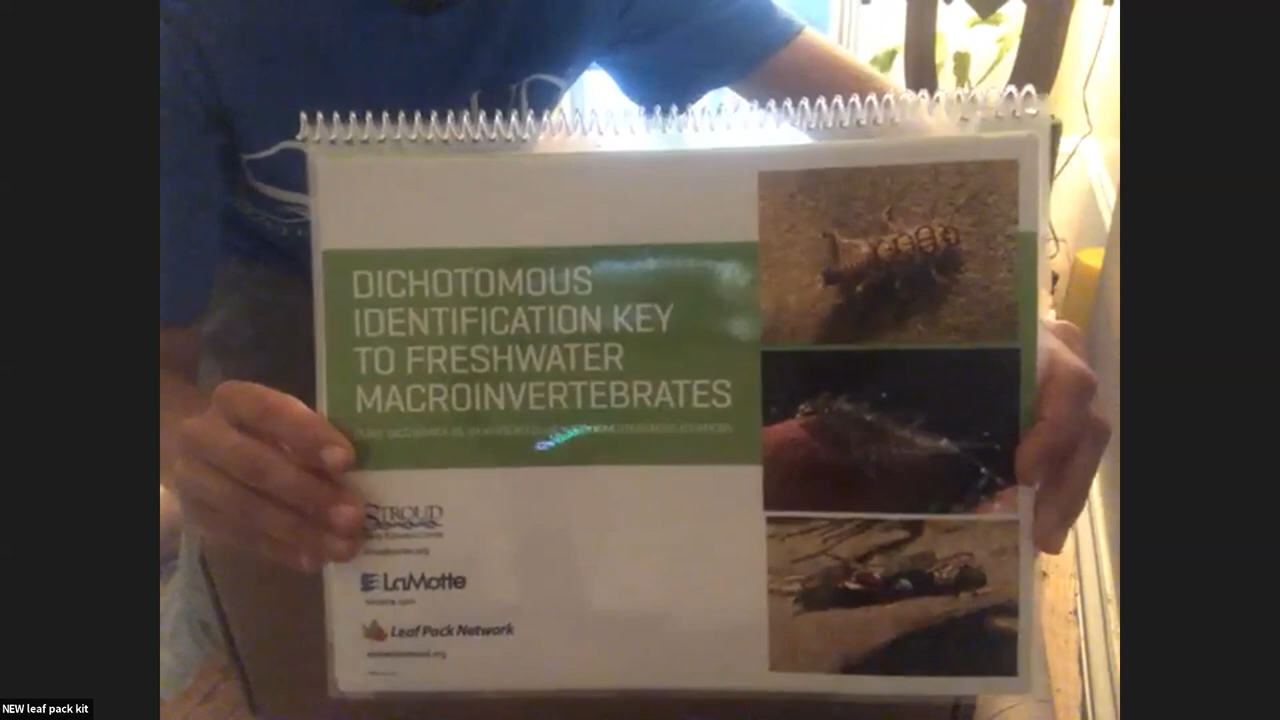 DICHOTOMOUS
IDENTIFICATION KEY
TO FRESHWATER
MACROINVERTEBRATES
STROUD
LaMotte
Leaf Pack Network
NEW leaf pack kit